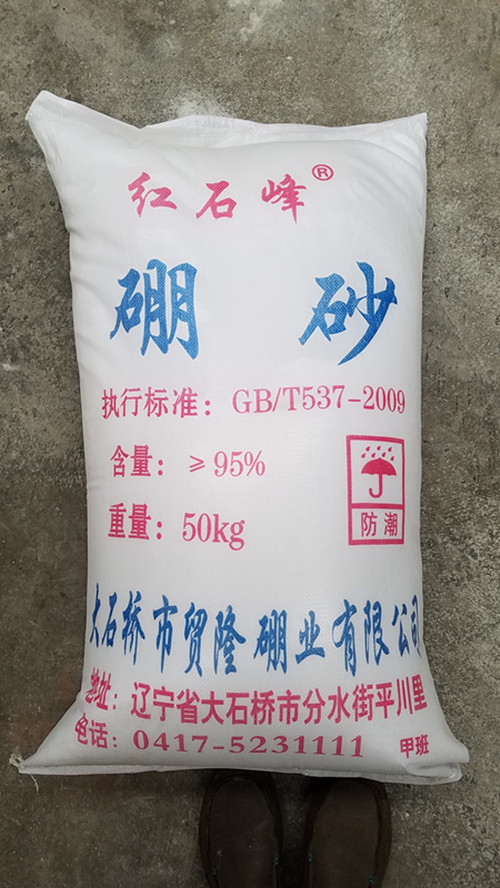 红石峰®
硼砂
执行标准：GB/T537-2009
含量：≥95%
重量：50kg
防潮
大石桥市贸隆硼业有限公司
地址：辽宁省大石桥市分水街平川里
电话：0417-5231111 甲班